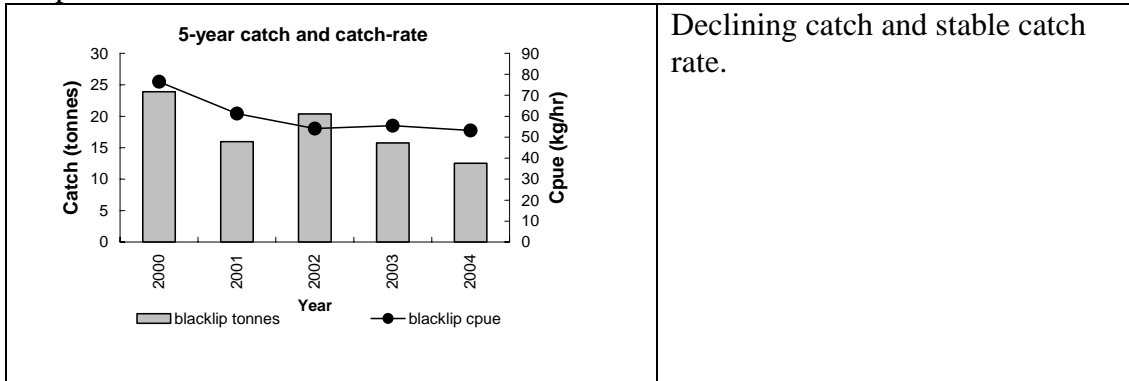 5-year catch and catch-rate
30
25
20
15
10
5
0
Catch (tonnes)
90
80
70
60
50
40
30
20
10
0
Cpue (kg/hr)
2000
2001
2002
2003
2004
Year
blacklip tonnes
blacklip cpue
Declining catch and stable catch
rate.